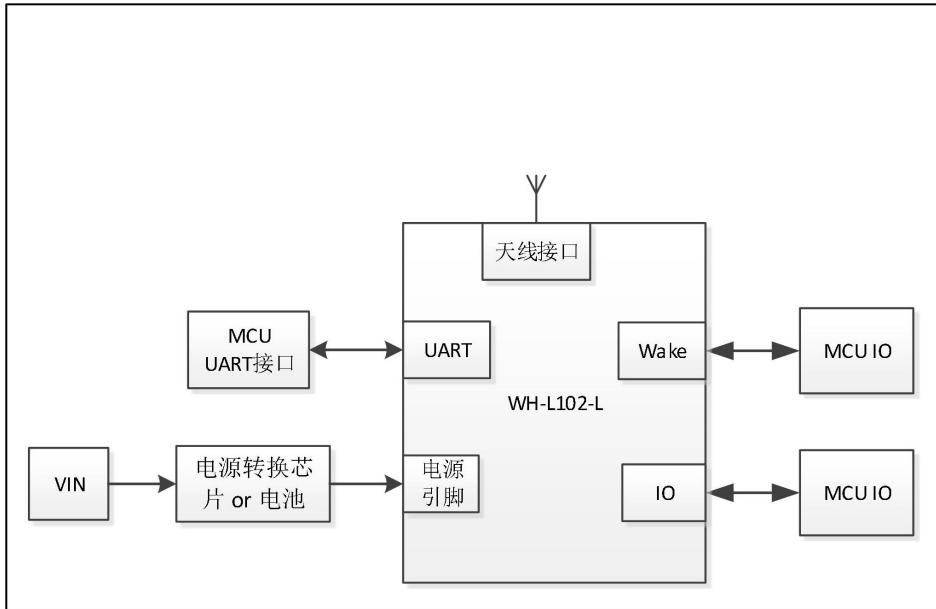 天线接口
MCU
UART接口
UART
Wake
MCU IO
WH-L102-L
VIN
电源转换芯
片 or 电池
电源
引脚
IO
MCU IO